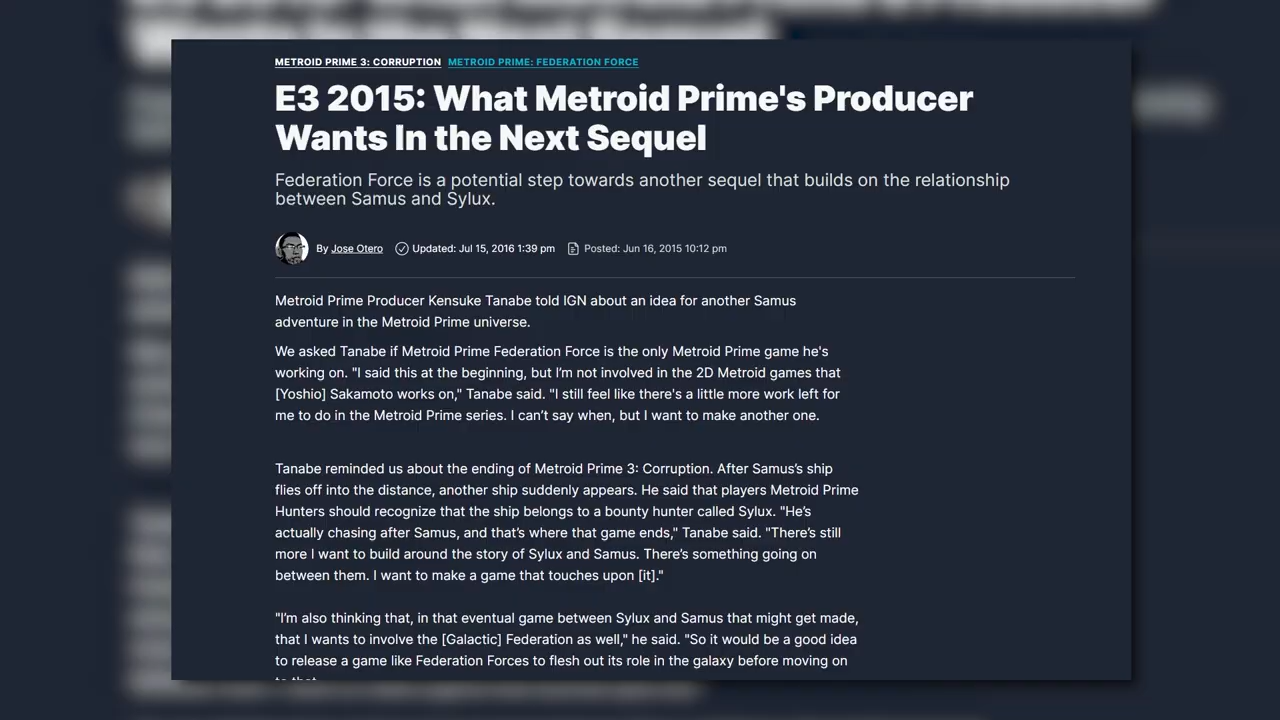 METROID PRIME 3: CORRUPTION METROID PRIME: FEDERATION FORCE
E3 2015: What Metroid Prime's Producer
Wants In the Next Sequel
Federation Force is a potential step towards another sequel that builds on the relationship
between Samus and Sylux.
By Jose Otero Updated: Jul 15, 2016 1:39 pm Posted: Jun 16, 2015 10:12 pm
Metroid Prime Producer Kensuke Tanabe told IGN about an idea for another Samus
adventure in the Metroid Prime universe.
We asked Tanabe if Metroid Prime Federation Force is the only Metroid Prime game he's
working on. "I said this at the beginning, but I’m not involved in the 2D Metroid games that
[Yoshio] Sakamoto works on," Tanabe said. "I still feel like there's a little more work left for
me to do in the Metroid Prime series. I can’t say when, but I want to make another one.
Tanabe reminded us about the ending of Metroid Prime 3: Corruption. After Samus’s ship
flies off into the distance, another ship suddenly appears. He said that players Metroid Prime
Hunters should recognize that the ship belongs to a bounty hunter called Sylux. "He’s
actually chasing after Samus, and that’s where that game ends," Tanabe said. "There’s still
more I want to build around the story of Sylux and Samus. There’s something going on
between them. I want to make a game that touches upon [it]."
"I’m also thinking that, in that eventual game between Sylux and Samus that might get made,
that I wants to involve the [Galactic] Federation as well," he said. "So it would be a good idea
to release a game like Federation Forces to flesh out its role in the galaxy before moving on
to that